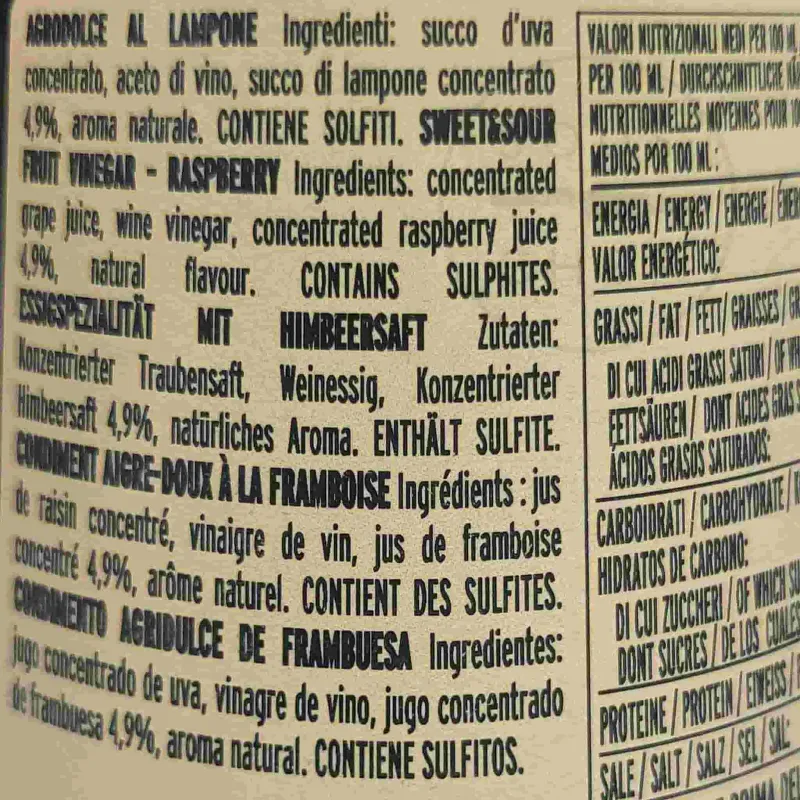 AGRODOLCE AL LAMPONE Ingredienti: succo d'uva
concentrato, aceto di vino, succo di lampone concentrato
4,9%, aroma naturale. CONTIENE SOLFITI. SWEET&SOUR
FRUIT VINEGAR - RASPBERRY Ingredients: concentrated
grape juice, wine vinegar, concentrated raspberry juice
4,9%, natural flavour. CONTAINS SULPHITES.
ESSIGSPEZIALITÄT MIT HIMBEERSAFT Zutaten:
Konzentrierter Traubensaft, Weinessig, Konzentrierter
Himbeersaft 4,9%, natürliches Aroma. ENTHÄLT SULFITE.
CONDIMENT AIGRE-DOUX À LA FRAMBOISE Ingrédients : jus
de raisin concentré, vinaigre de vin, jus de framboise
concentré 4,9%, arôme naturel. CONTIENT DES SULFITES.
CONDIMENTO AGRIDULCE DE FRAMBUESA Ingredientes:
jugo concentrado de uva, vinagre de vino, jugo concentrado
de frambuesa 4,9%, aroma natural. CONTIENE SULFITOS.
VALORI NUTRIZIONALI MEDI PER 100 ML
PER 100 ML / DURCHSCHNITTLICHE
NUTRITIONNELLES MOYENNES POUR
MEDIOS POR 100 ML :
ENERGIA / ENERGY / ENERGIE /
VALOR ENERGÉTICO:
GRASSI / FAT / FETT/ GRAISSES /
DI CUI ACIDI GRASSI SATURI / OF
FETTSÄUREN / DONT ACIDES GRAS
ÁCIDOS GRASOS SATURADOS:
CARBOIDRATI / CARBOHYDRATE /
HIDRATOS DE CARBONO:
DI CUI ZUCCHERI / OF WHICH
DONT SUCRES / DE LOS CUALES
PROTEINE / PROTEIN / EIWEISS /
SALE / SALT / SALZ / SEL / SAL: